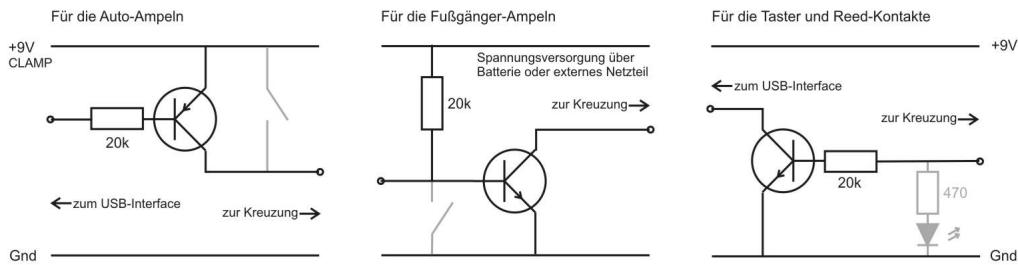 Für die Auto-Ampeln
+9V
CLAMP
20k
zum USB-Interface
zur Kreuzung
Gnd
Für die Fußgänger-Ampeln
Spannungsversorgung über
Batterie oder externes Netzteil
20k
zur Kreuzung
Für die Taster und Reed-Kontakte
+9V
zum USB-Interface
zur Kreuzung
20k
470
Gnd